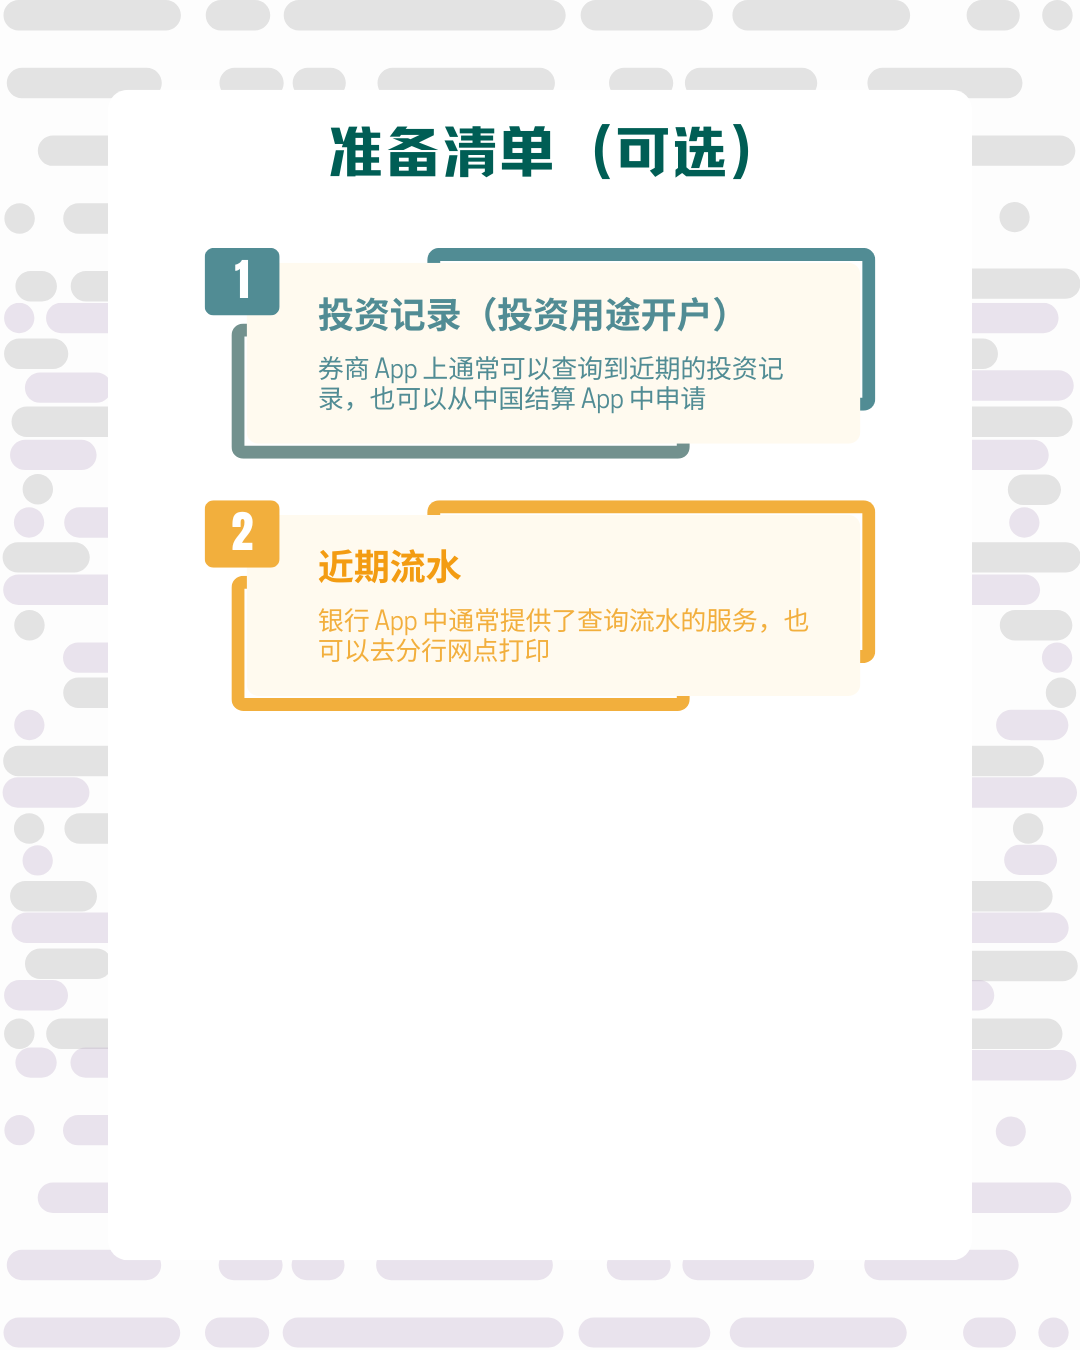 准备清单（可选）
1
投资记录（投资用途开户）
券商 App 上通常可以查询到近期的投资记
录，也可以从中国结算 App 中申请
2
近期流水
银行 App 中通常提供了查询流水的服务，也
可以去分行网点打印